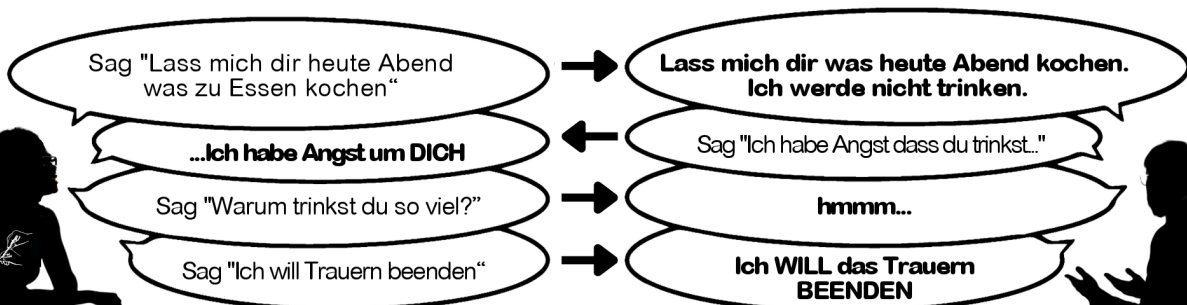 Sag "Lass mich dir heute Abend
was zu Essen kochen“
Lass mich dir was heute Abend kochen.
Ich werde nicht trinken.
Sag "Ich habe Angst dass du trinkst..."
...Ich habe Angst um DICH
Sag "Warum trinkst du so viel?”
hmmm...
Sag "Ich will Trauern beenden“
Ich WILL das Trauern
BEENDEN